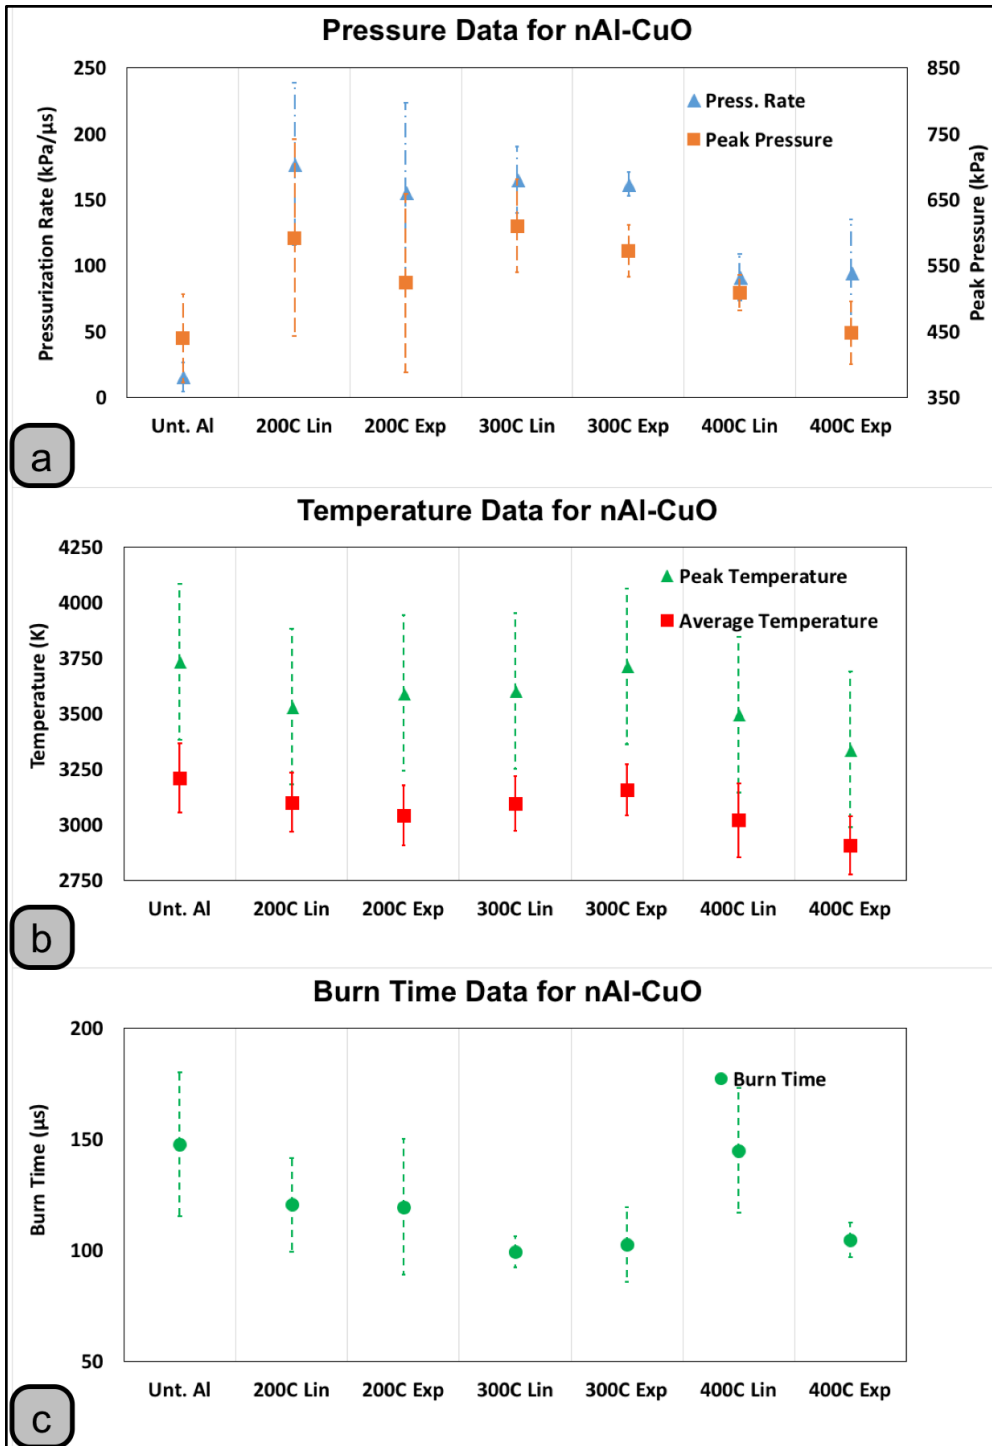 Pressure Data for nAl-CuO
250
200
150
100
50
0
Pressurization Rate (kPa/µs)
850
750
650
550
450
350
Peak Pressure (kPa)
Press. Rate
Peak Pressure
Unt. Al 200C Lin 200C Exp 300C Lin 300C Exp 400C Lin 400C Exp
a
Temperature Data for nAl-CuO
4250
4000
3750
3500
3250
3000
2750
Temperature (K)
Peak Temperature
Average Temperature
Unt. Al 200C Lin 200C Exp 300C Lin 300C Exp 400C Lin 400C Exp
b
Burn Time Data for nAl-CuO
200
150
100
50
Burn Time (µs)
Burn Time
Unt. Al 200C Lin 200C Exp 300C Lin 300C Exp 400C Lin 400C Exp
c